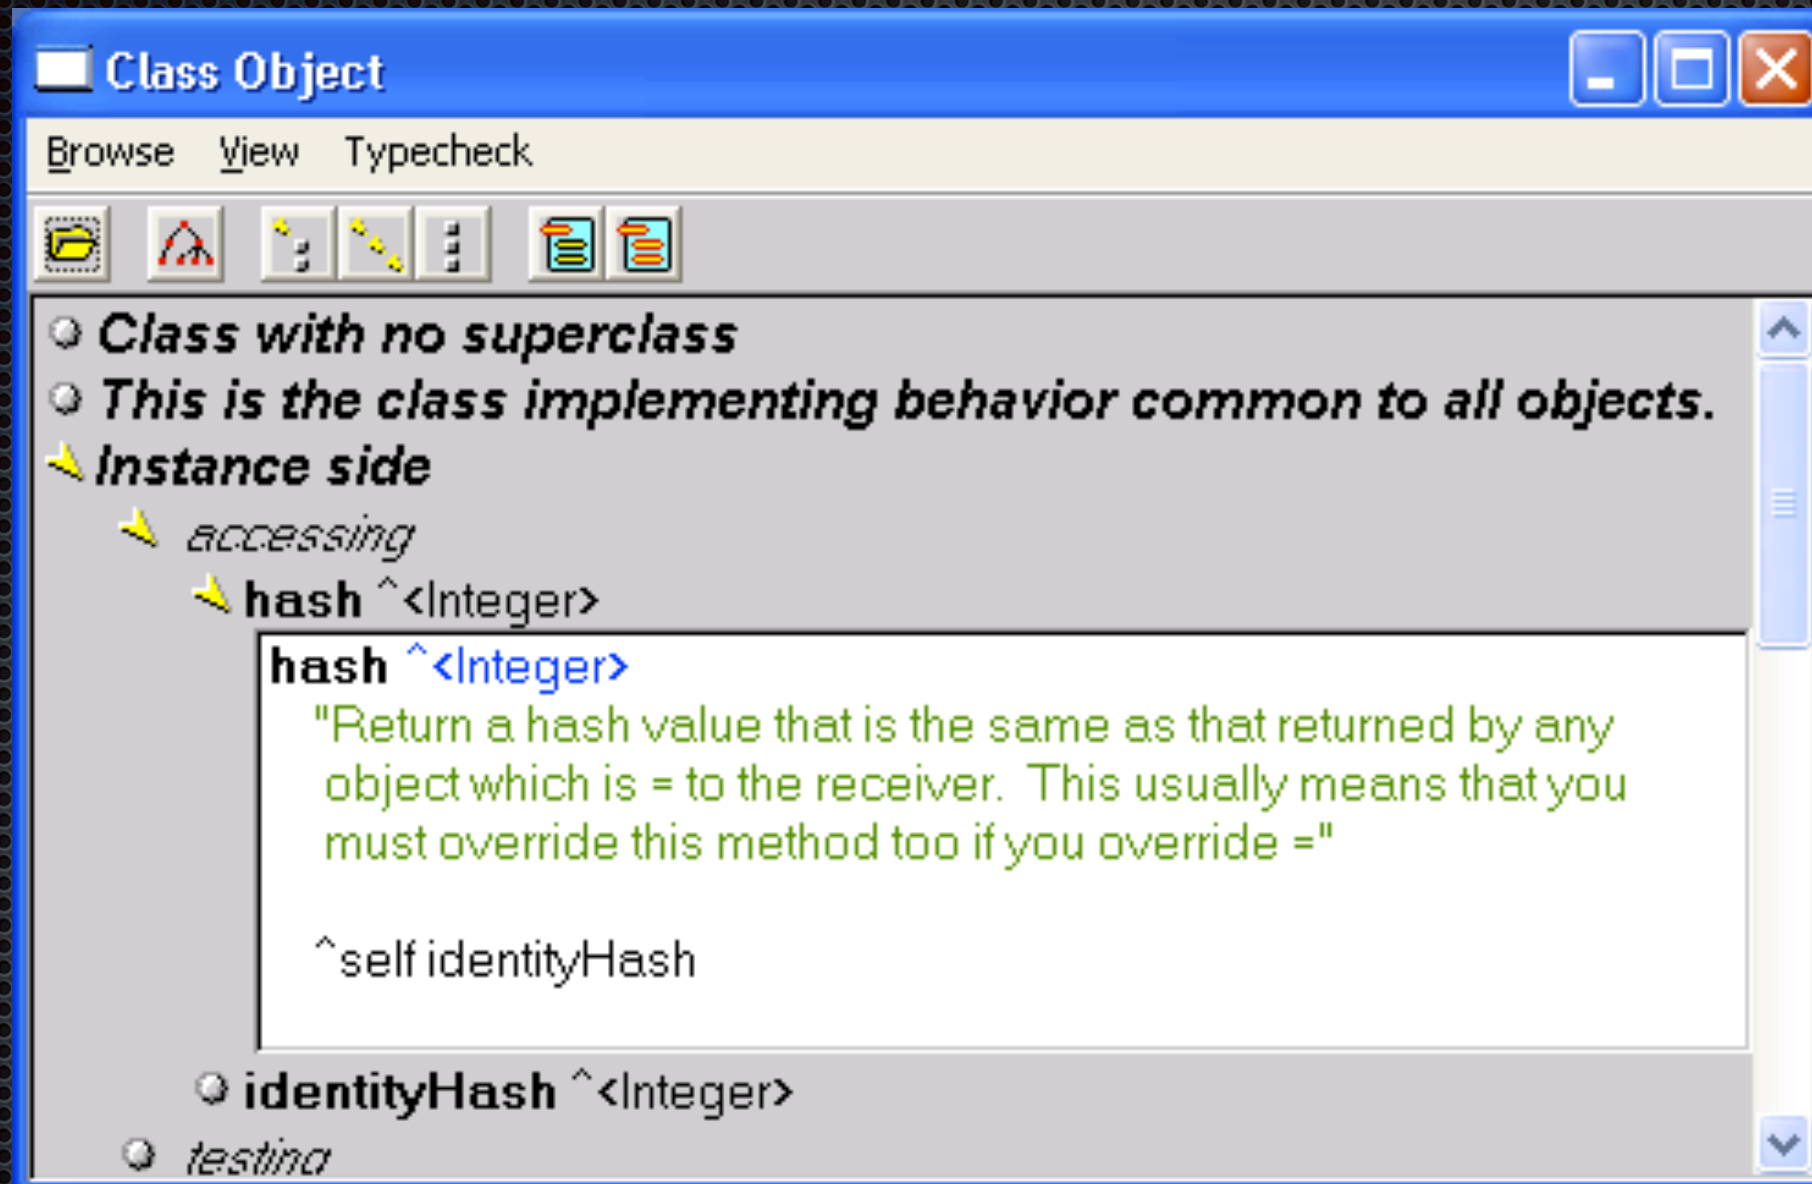 Class Object
Browse View Typecheck
Class with no superclass
This is the class implementing behavior common to all objects.
Instance side
accessing
hash ^<Integer>
hash ^<Integer>
"Return a hash value that is the same as that returned by any
object which is = to the receiver. This usually means that you
must override this method too if you override ="
^self identityHash
identityHash ^<Integer>
testing